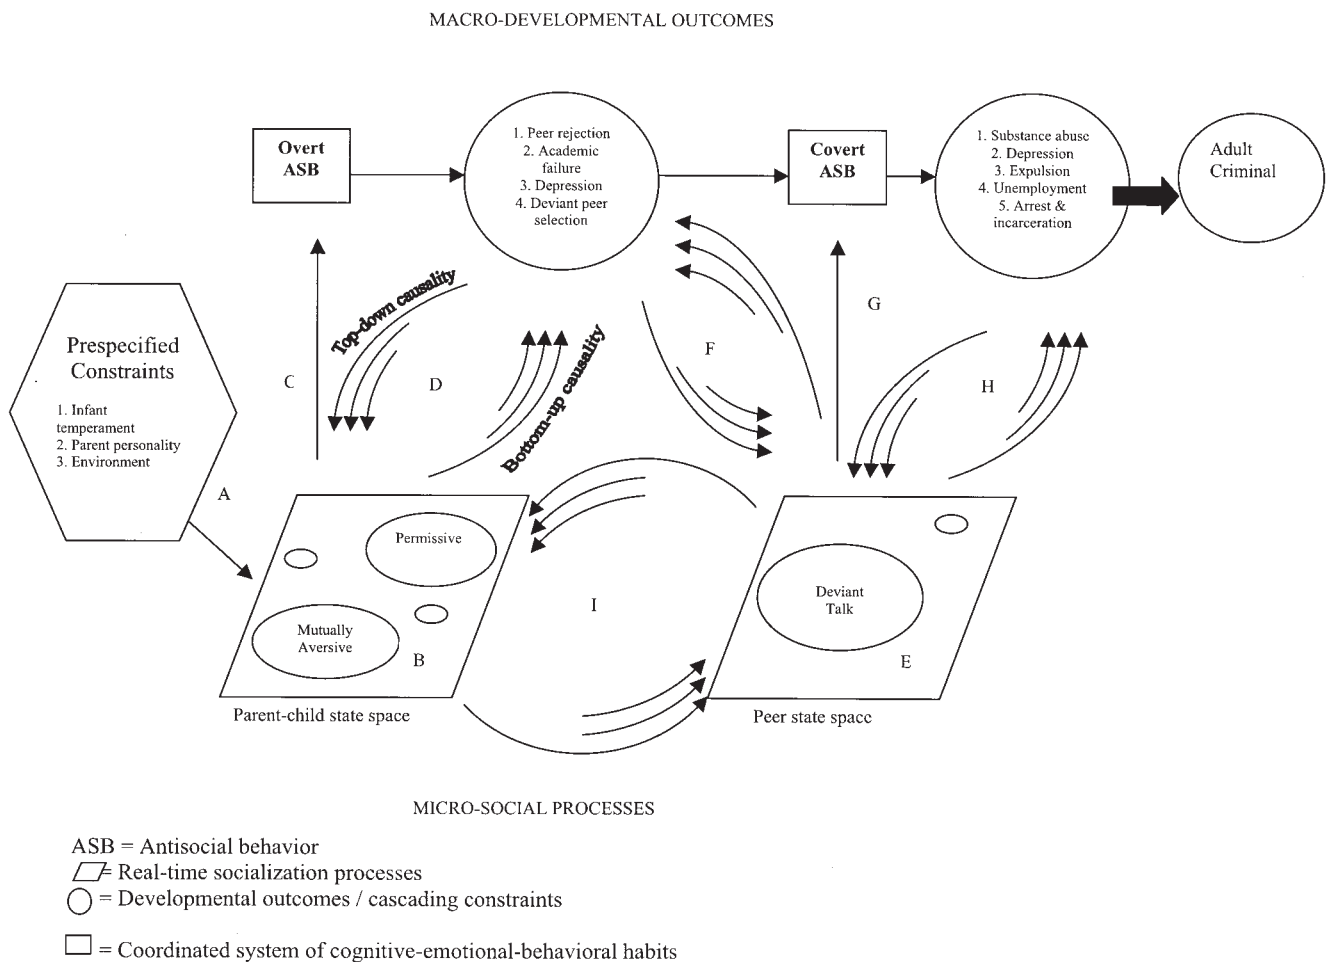 MACRO-DEVELOPMENTAL OUTCOMES
Overt
ASB
1. Peer rejection
2. Academic
failure
3. Depression
4. Deviant peer
selection
Covert
ASB
1. Substance abuse
2. Depression
3. Expulsion
4. Unemployment
5. Arrest &
incarceration
Adult
Criminal
Prespecified
Constraints
1. Infant
temperament
2. Parent personality
3. Environment
A
C
Top-down causality
D
Bottom-up causality
F
G
H
Permissive
Mutually
Aversive
B
I
Deviant
Talk
E
Parent-child state space
Peer state space
MICRO-SOCIAL PROCESSES
ASB = Antisocial behavior
= Real-time socialization processes
= Developmental outcomes / cascading constraints
= Coordinated system of cognitive-emotional-behavioral habits